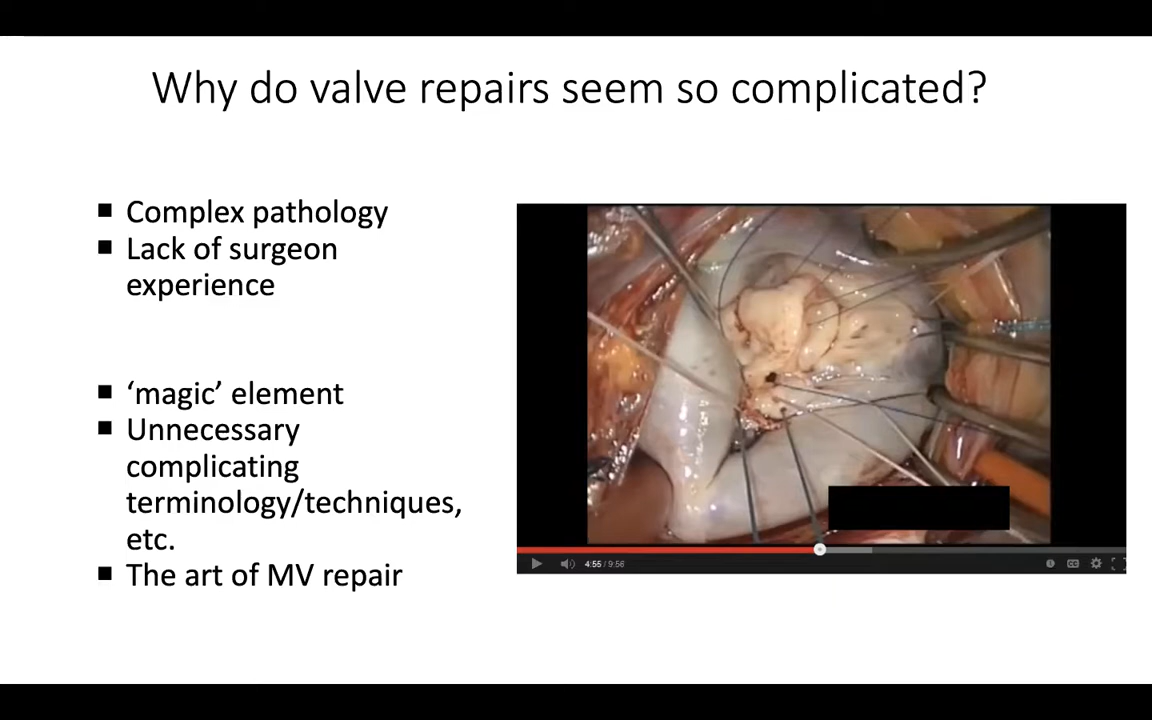 Why do valve repairs seem so complicated?
■ Complex pathology
■ Lack of surgeon
experience
■ ‘magic’ element
■ Unnecessary
complicating
terminology/techniques,
etc.
■ The art of MV repair
4:55 / 9:56